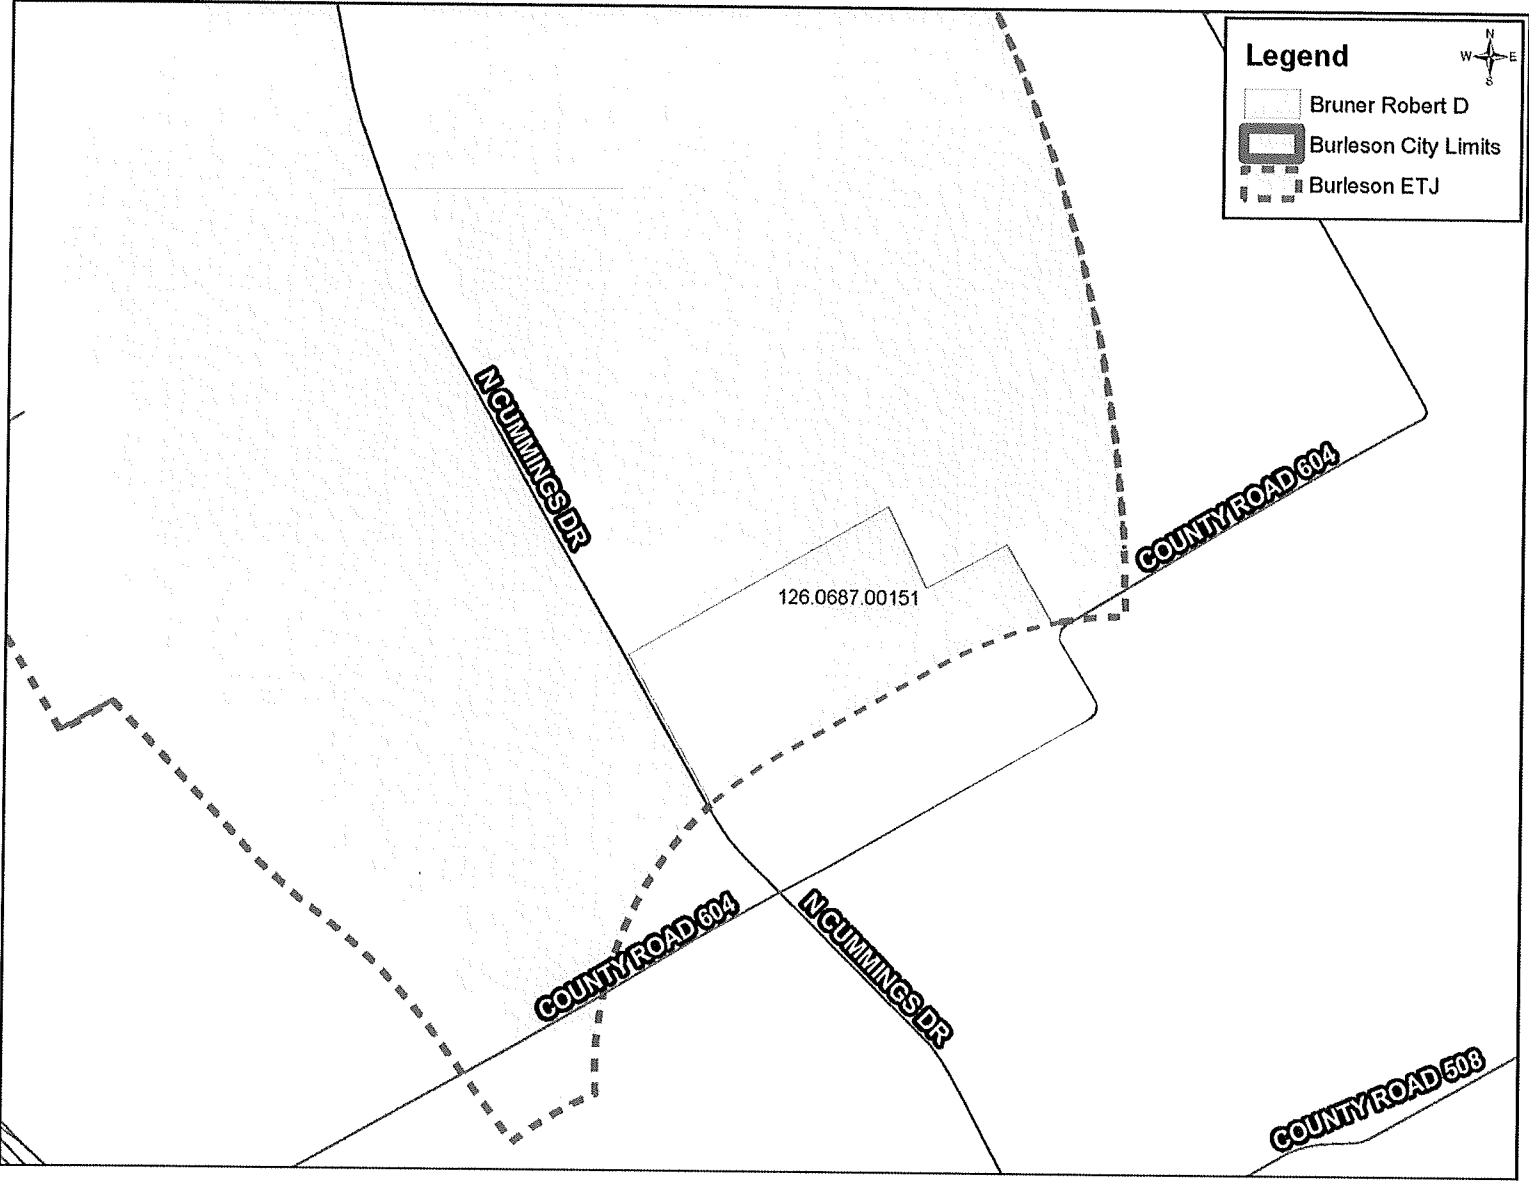 Legend
N
W E
S
Bruner Robert D
Burleson City Limits
Burleson ETJ
N CUMMINGS DR
COUNTY ROAD 604
126.0687.00151
COUNTY ROAD 604
N CUMMINGS DR
COUNTY ROAD 508